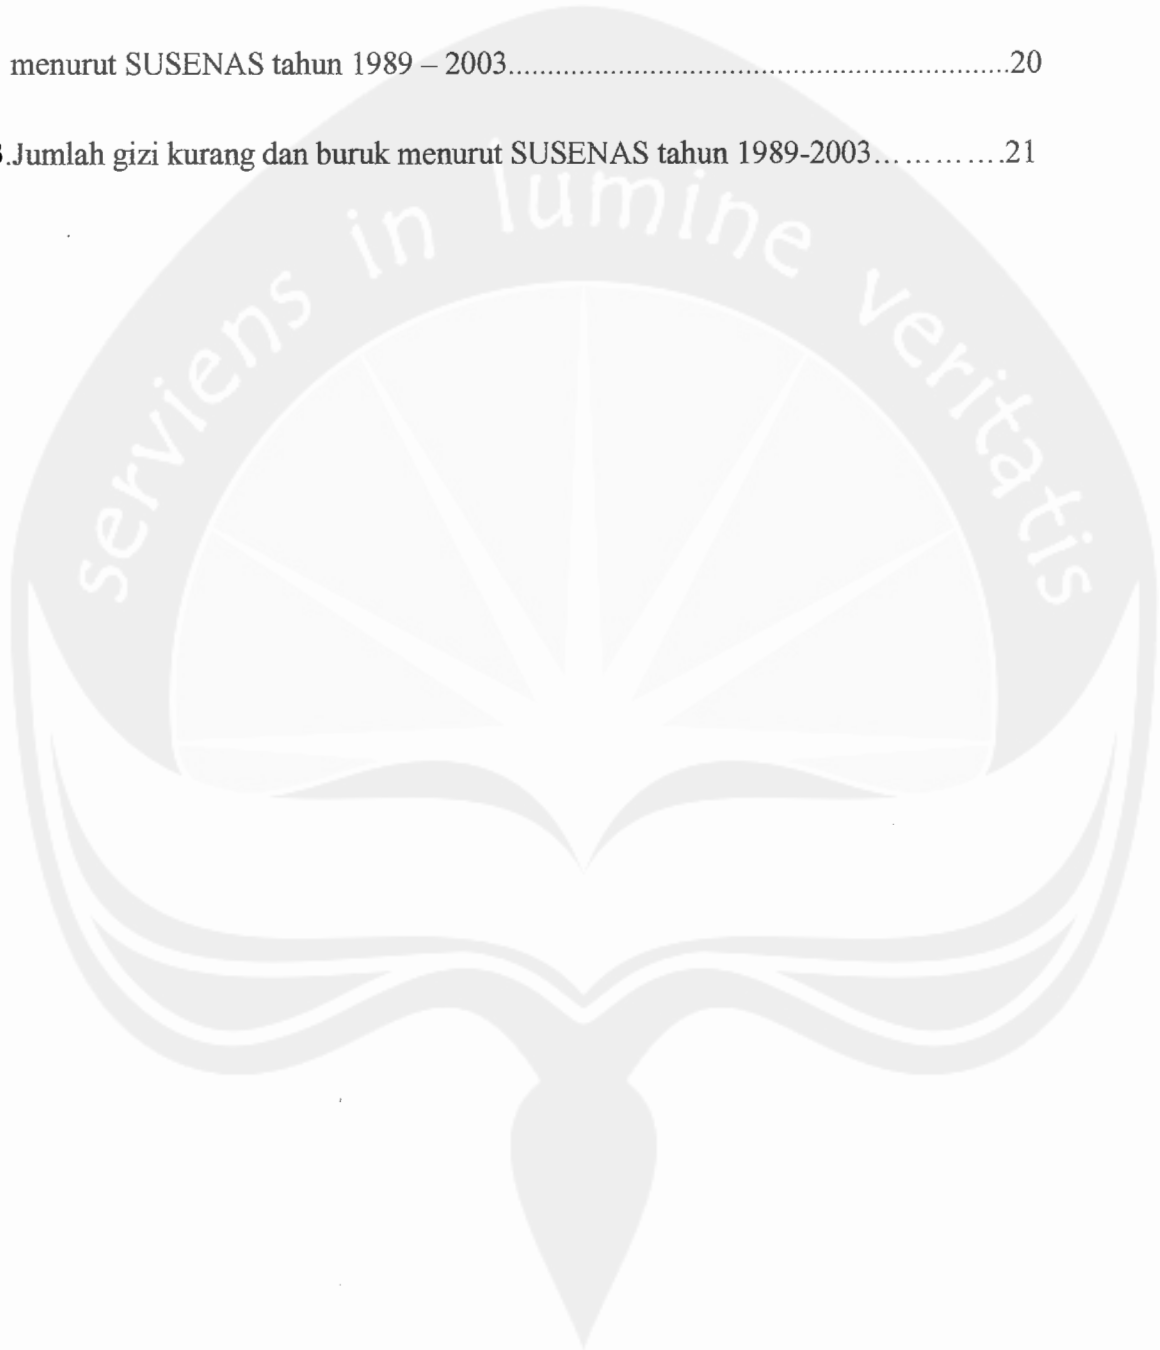 menurut SUSENAS tahun 1989 – 2003.................................................................20
.Jumlah gizi kurang dan buruk menurut SUSENAS tahun 1989-2003…………..21
serviens in lumine veritatis